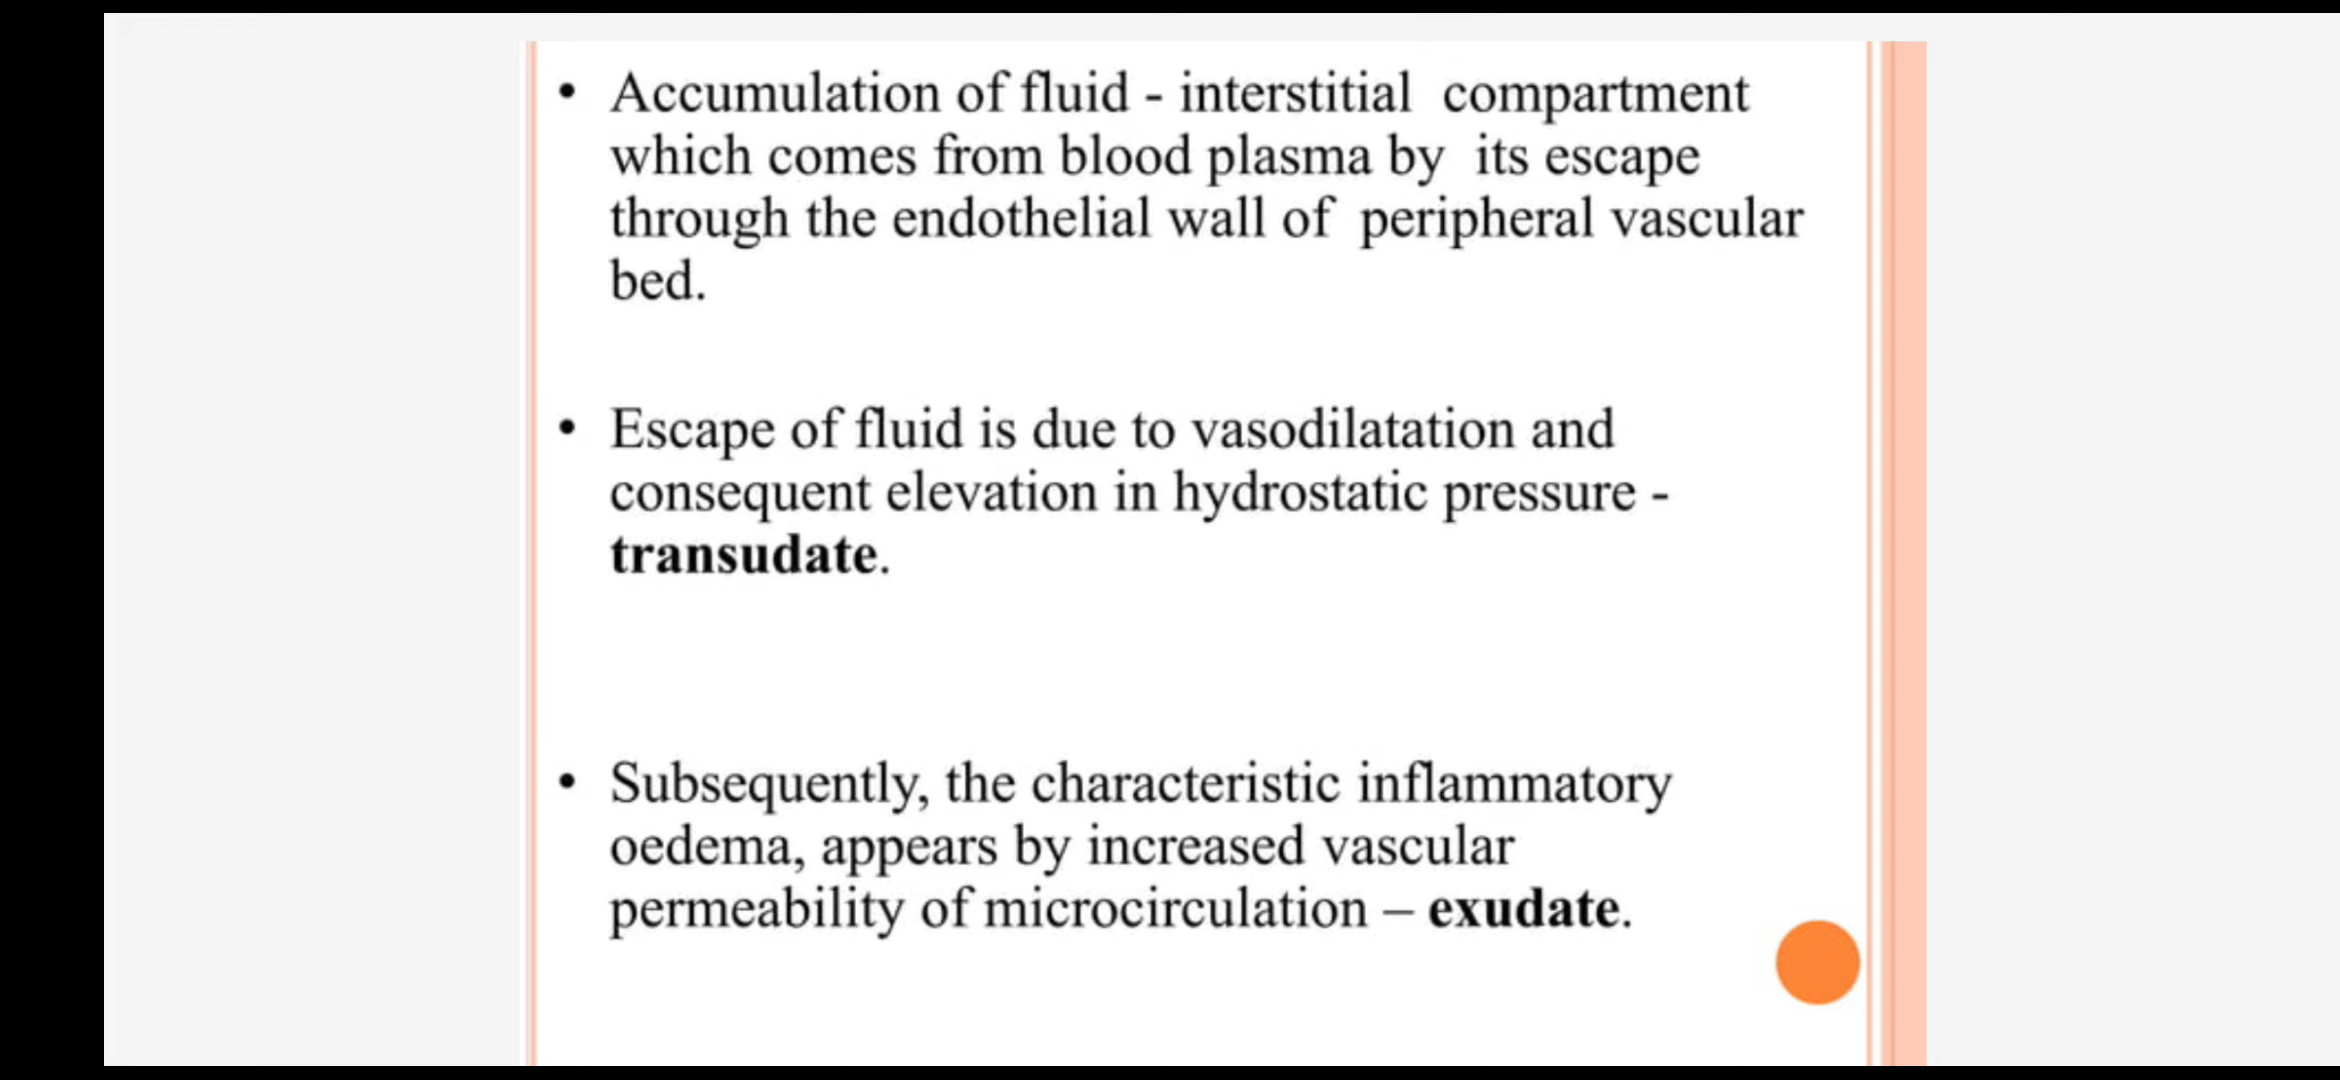 • Accumulation of fluid - interstitial compartment
which comes from blood plasma by its escape
through the endothelial wall of peripheral vascular
bed.
• Escape of fluid is due to vasodilatation and
consequent elevation in hydrostatic pressure -
transudate.
• Subsequently, the characteristic inflammatory
oedema, appears by increased vascular
permeability of microcirculation – exudate.